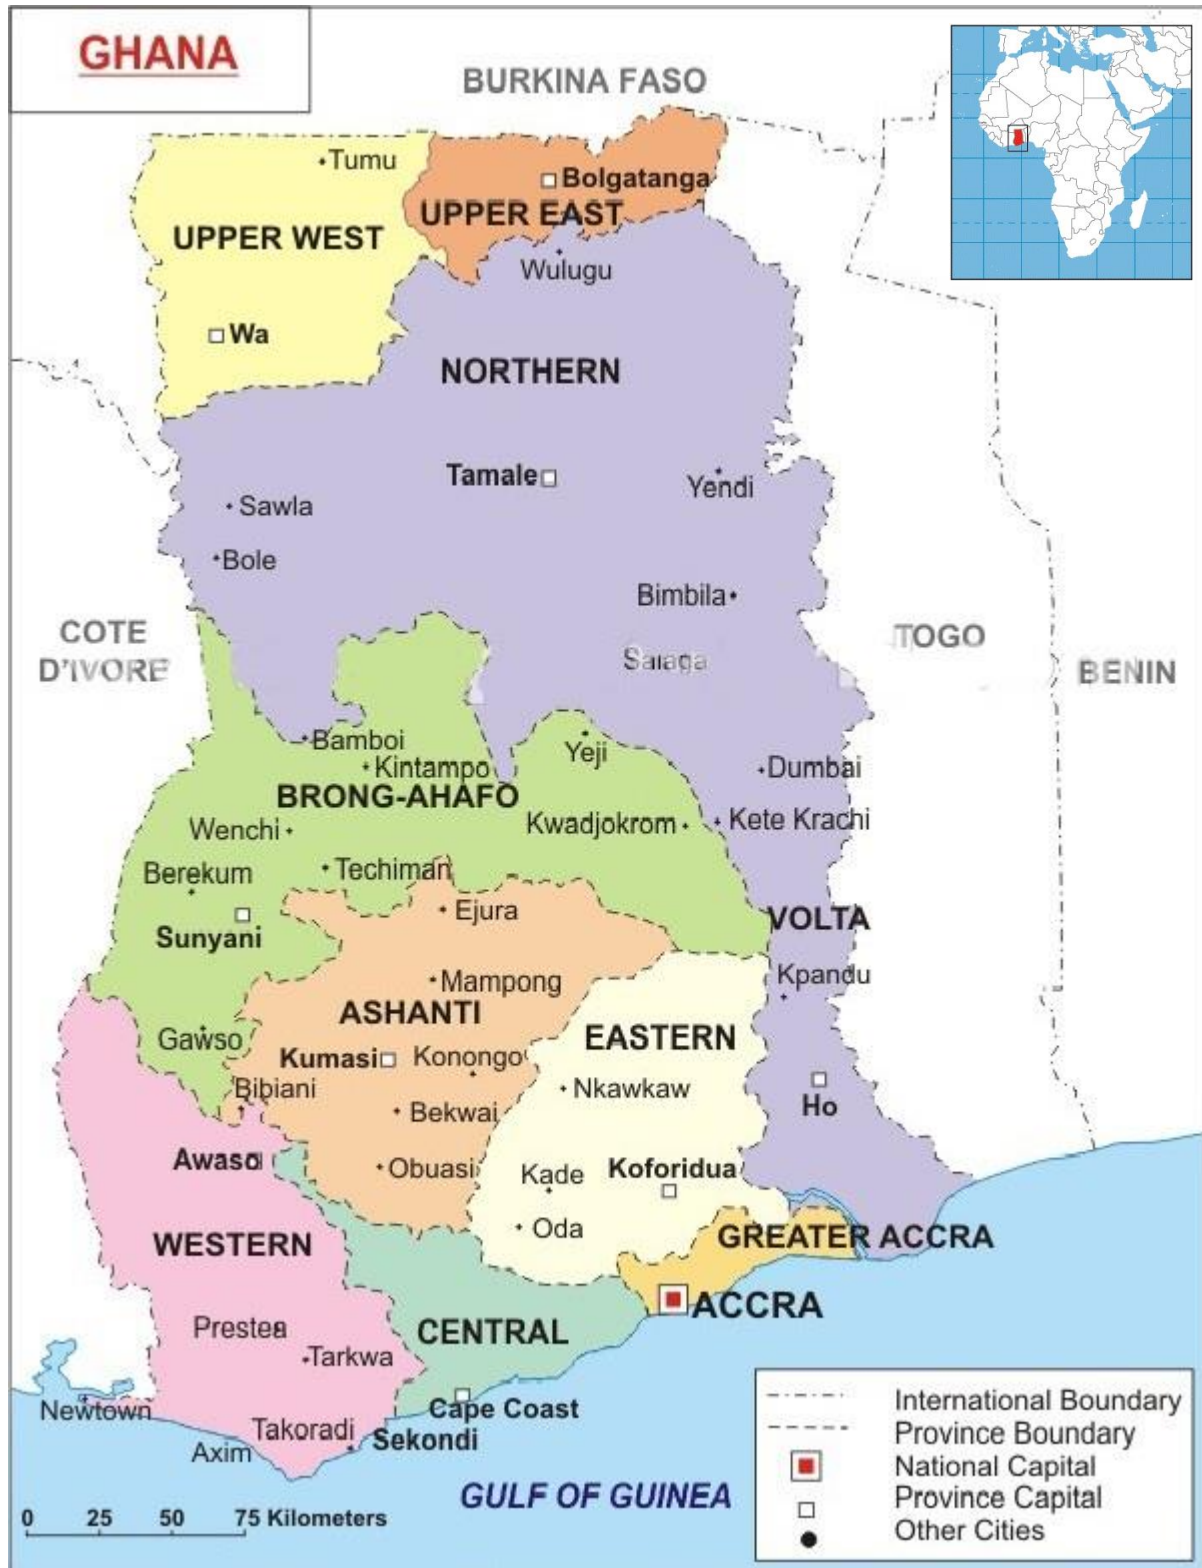 GHANA
BURKINA FASO
Tumu
Bolgatanga
UPPER EAST
UPPER WEST
Wulugu
Wa
NORTHERN
Tamale
Yendi
Sawla
Bole
Bimbila
COTE
D'IVORE
Salaga
TOGO
BENIN
Bamboi
Yeji
Kintampo
Dumbai
BRONG-AHAFO
Wenchi
Kwadjokrom
Kete Krachi
Berekum
Techiman
Ejura
VOLTA
Sunyani
Kpandu
Mampong
ASHANTI
EASTERN
Gawso
Kumasi
Konongo
Bibiani
Nkawkaw
Ho
Bekwai
Awaso
Obuasi
Kade
Koforidua
Oda
WESTERN
GREATER ACCRA
ACCRA
Prestea
CENTRAL
Tarkwa
Newtown
Cape Coast
Takoradi
Sekondi
Axim
GULF OF GUINEA
0 25 50 75 Kilometers
International Boundary
Province Boundary
National Capital
Province Capital
Other Cities